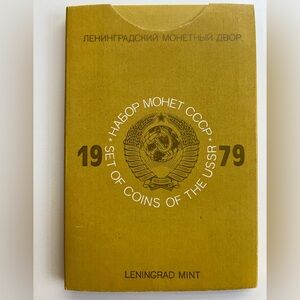 ЛЕНИНГРАДСКИЙ МОНЕТНЫЙ ДВОР
• НАБОР МОНЕТ СССР •
19 79
SET OF COINS OF THE USSR
LENINGRAD MINT